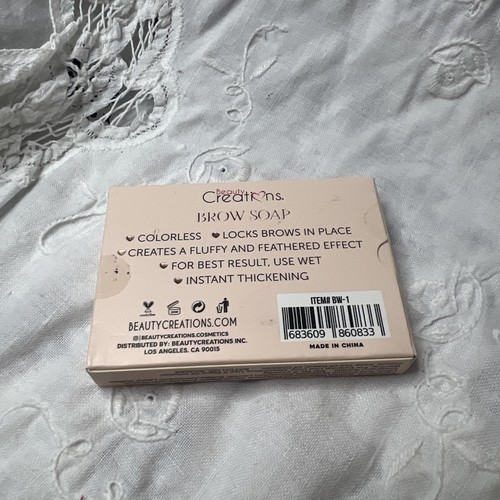 Beauty
Creations.
BROW SOAP
COLORLESS LOCKS BROWS IN PLACE
CREATES A FLUFFY AND FEATHERED EFFECT
FOR BEST RESULT, USE WET
INSTANT THICKENING
ITEM# BW-1
683609 860833
MADE IN CHINA
BEAUTYCREATIONS.COM
@|BEAUTYCREATIONS.COSMETICS
DISTRIBUTED BY: BEAUTYCREATIONS INC.
LOS ANGELES, CA 90015